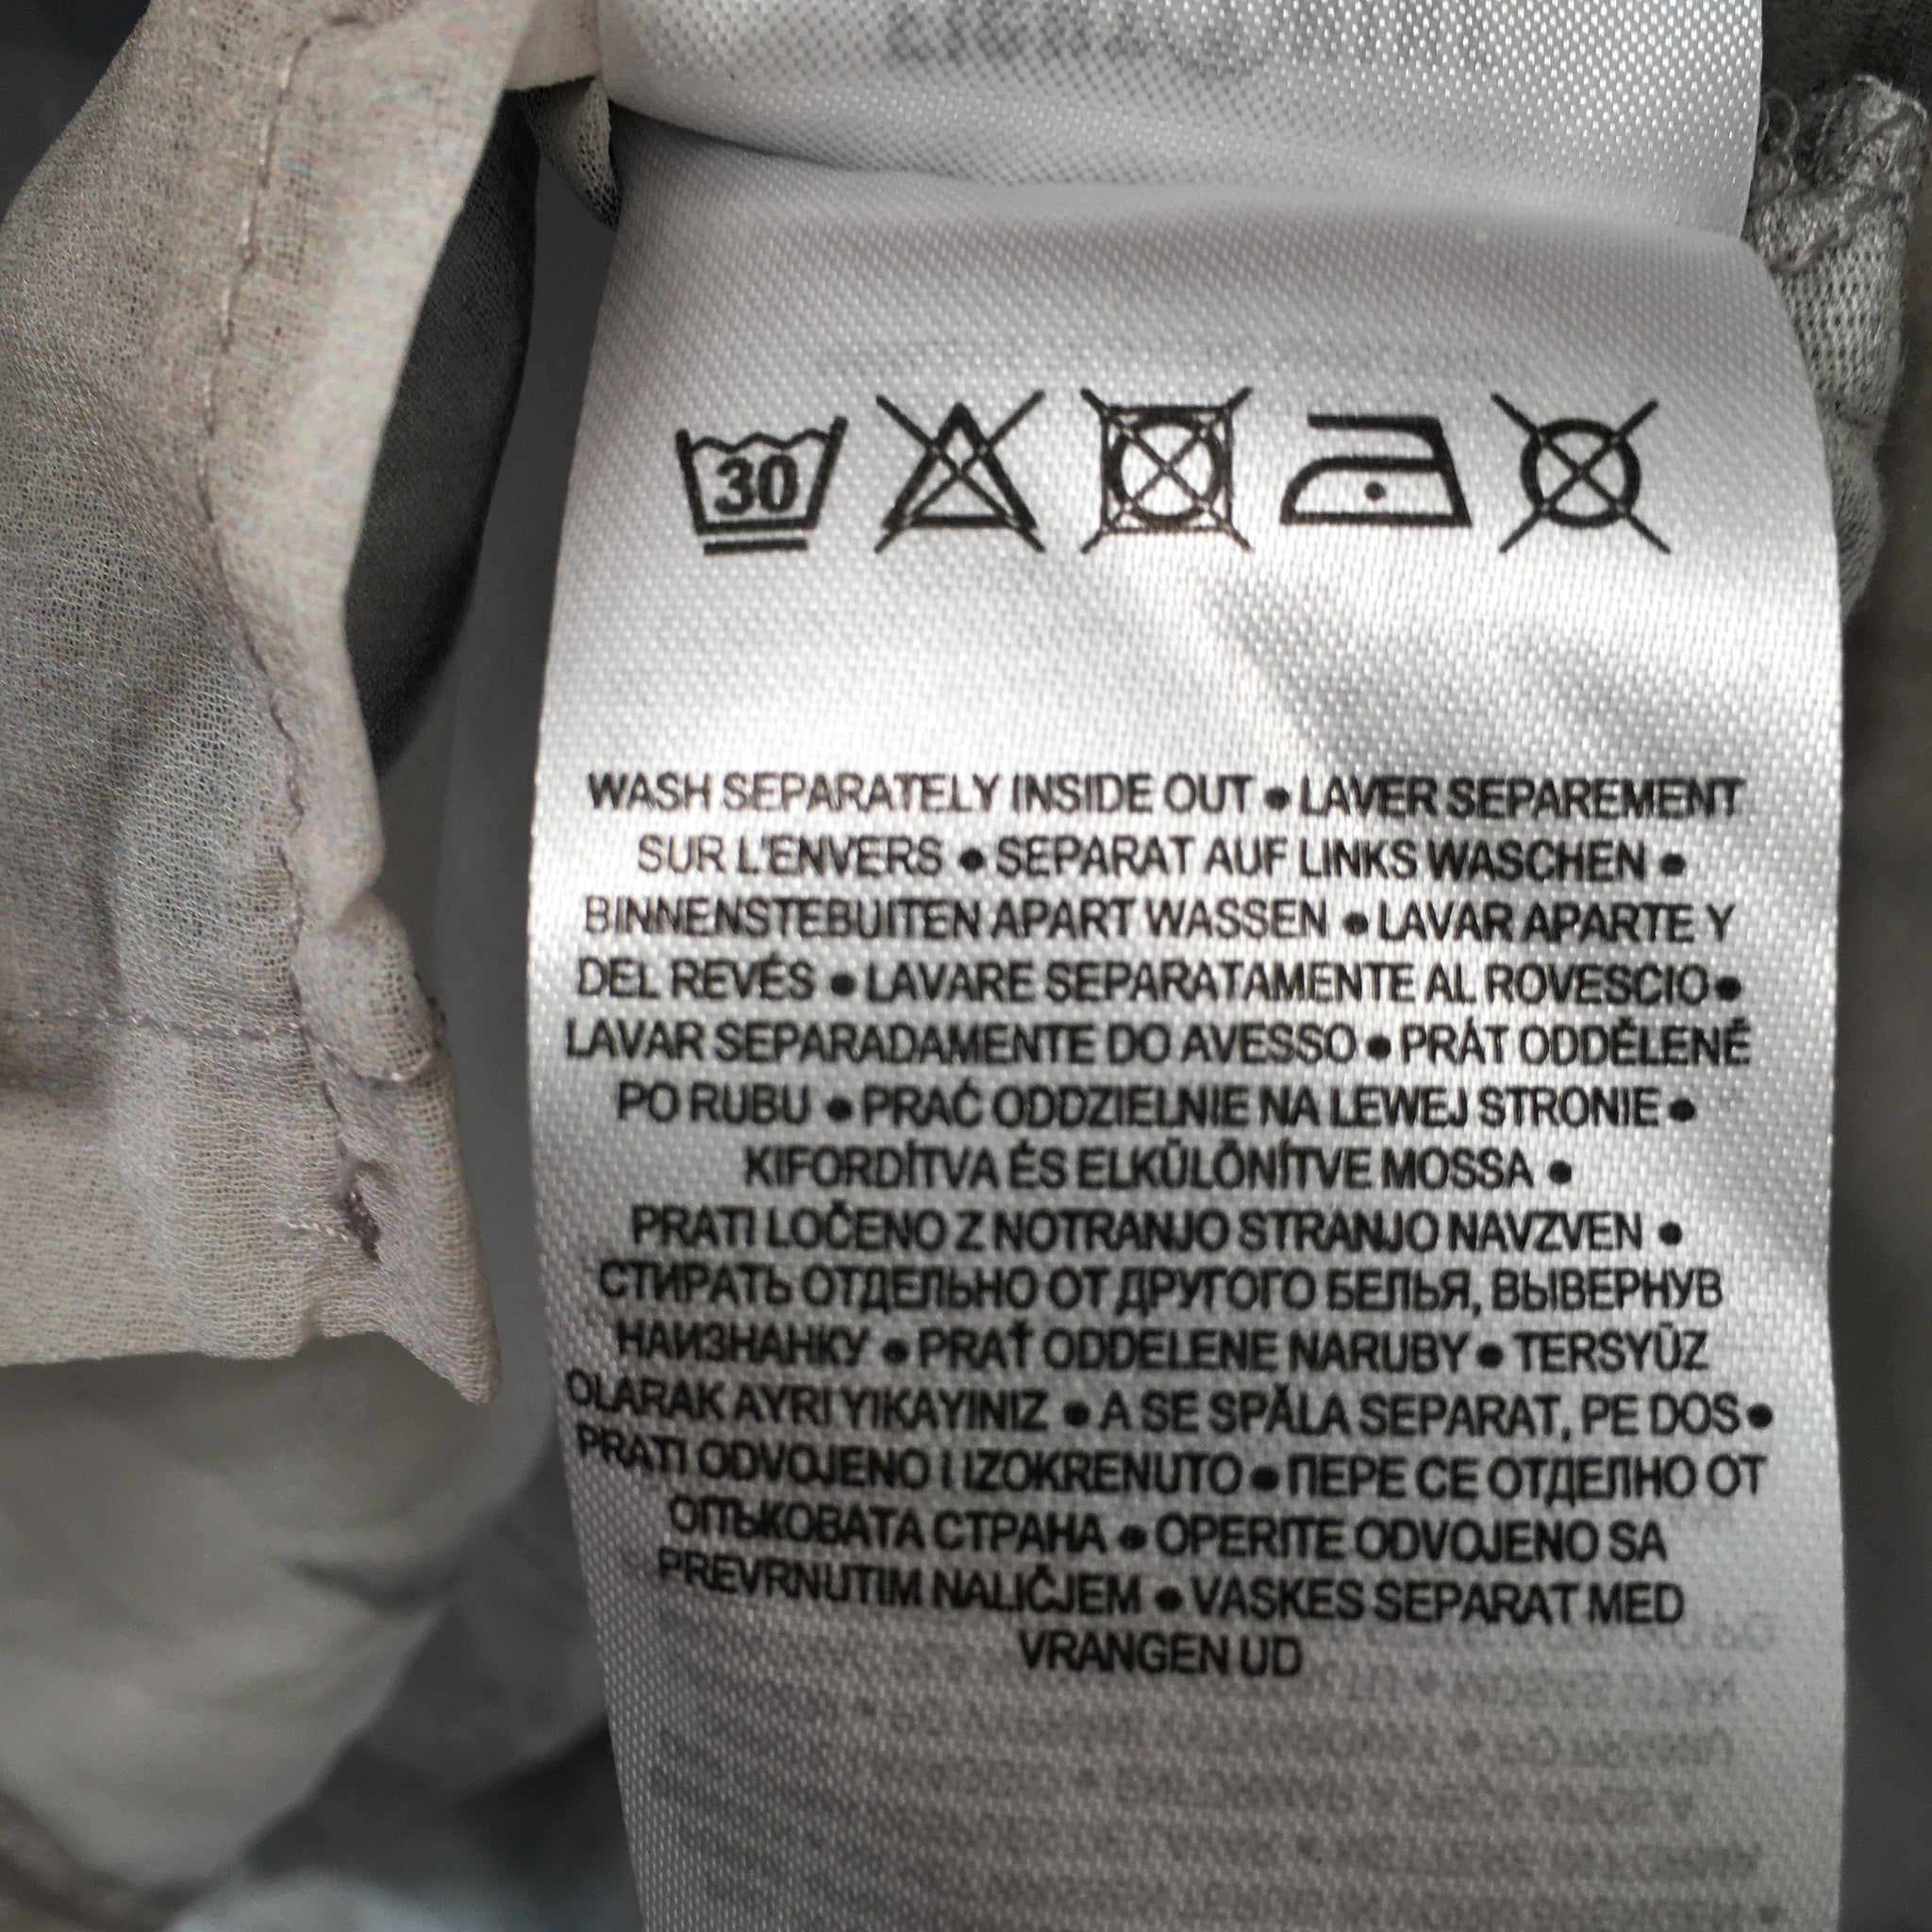 30
WASH SEPARATELY INSIDE OUT • LAVER SEPAREMENT
SUR L'ENVERS • SEPARAT AUF LINKS WASCHEN •
BINNENSTEBUITEN APART WASSEN • LAVAR APARTE Y
DEL REVÉS • LAVARE SEPARATAMENTE AL ROVESCIO •
LAVAR SEPARADAMENTE DO AVESSO • PRÁT ODDĚLENĚ
PO RUBU • PRAĆ ODDZIELNIE NA LEWEJ STRONIE •
KIFORDÍTVA ÉS ELKÜLÖNÍTVE MOSSA •
PRATI LOČENO Z NOTRANJO STRANJO NAVZVEN •
СТИРАТЬ ОТДЕЛЬНО ОТ ДРУГОГО БЕЛЬЯ, ВЫВЕРНУВ
НАИЗНАНКУ • PRAŤ ODDELENE NARUBY • TERSYÜZ
OLARAK AYRI YIKAYINIZ • A SE SPĂLA SEPARAT, PE DOS •
PRATI ODVOJENO I IZOKRENUTO • ПЕРЕ СЕ ОТДЕЛНО ОТ
ОПЪКОВАТА СТРАНА • OPERITE ODVOJENO SA
PREVRNUTIM NALIČJEM • VASKES SEPARAT MED
VRANGEN UD